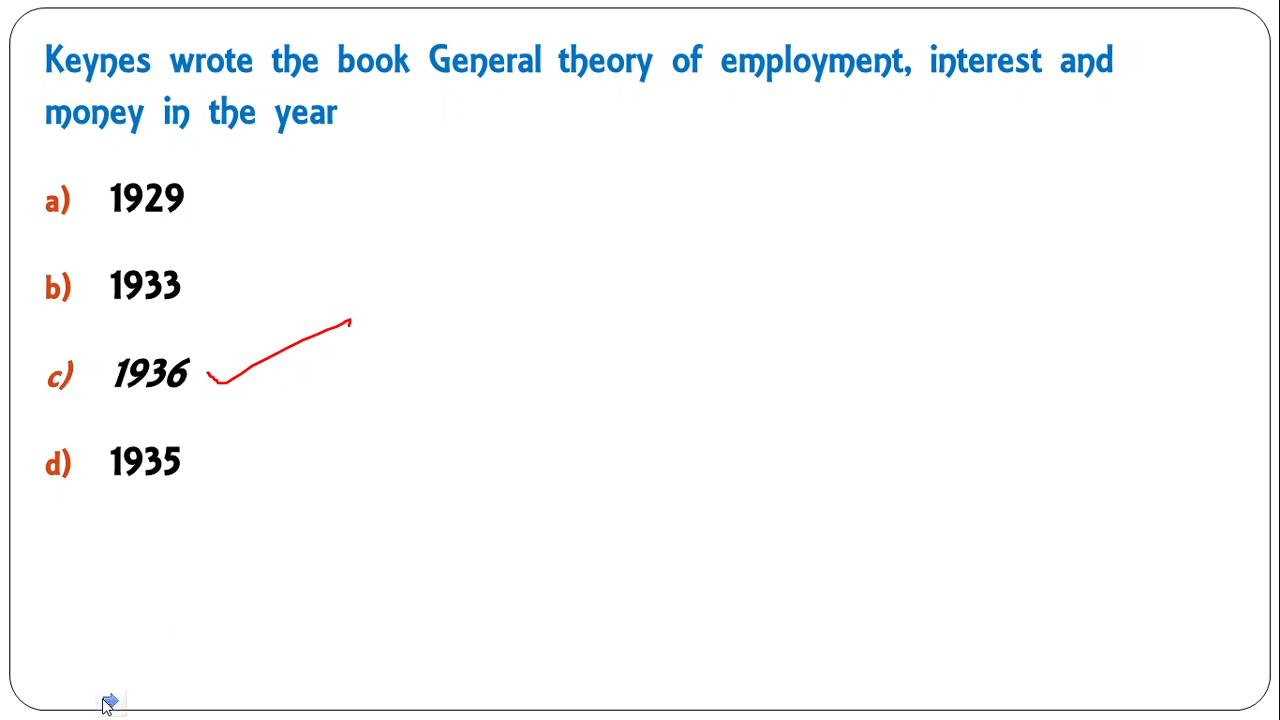 Keynes wrote the book General theory of employment, interest and
money in the year
a) 1929
b) 1933
c) 1936
d) 1935